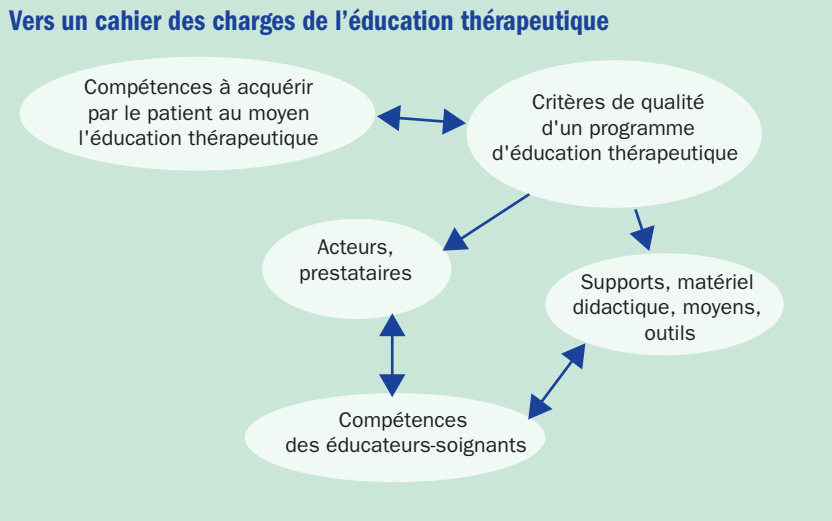 Vers un cahier des charges de l'éducation thérapeutique
Compétences à acquérir
par le patient au moyen
l'éducation thérapeutique
Critères de qualité
d'un programme
d'éducation thérapeutique
Acteurs,
prestataires
Supports, matériel
didactique, moyens,
outils
Compétences
des éducateurs-soignants